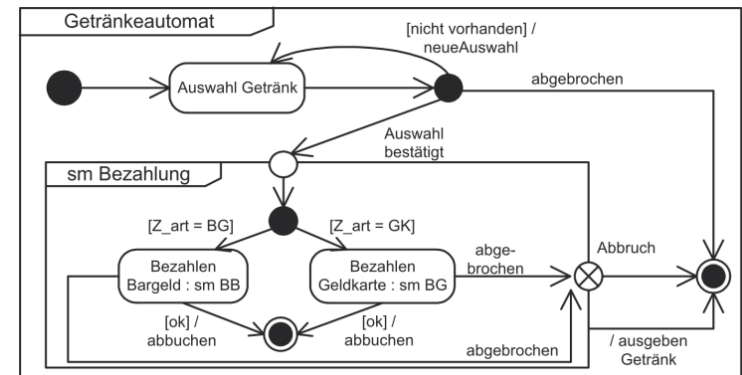 Getränkeautomat
[nicht vorhanden] /
neueAuswahl
Auswahl Getränk
abgebrochen
Auswahl
bestätigt
sm Bezahlung
[Z_art = BG]
[Z_art = GK]
Bezahlen
Bargeld : sm BB
Bezahlen
Geldkarte : sm BG
abge-
brochen
Abbruch
[ok] /
abbuchen
[ok] /
abbuchen
abgebrochen
/ ausgeben
Getränk